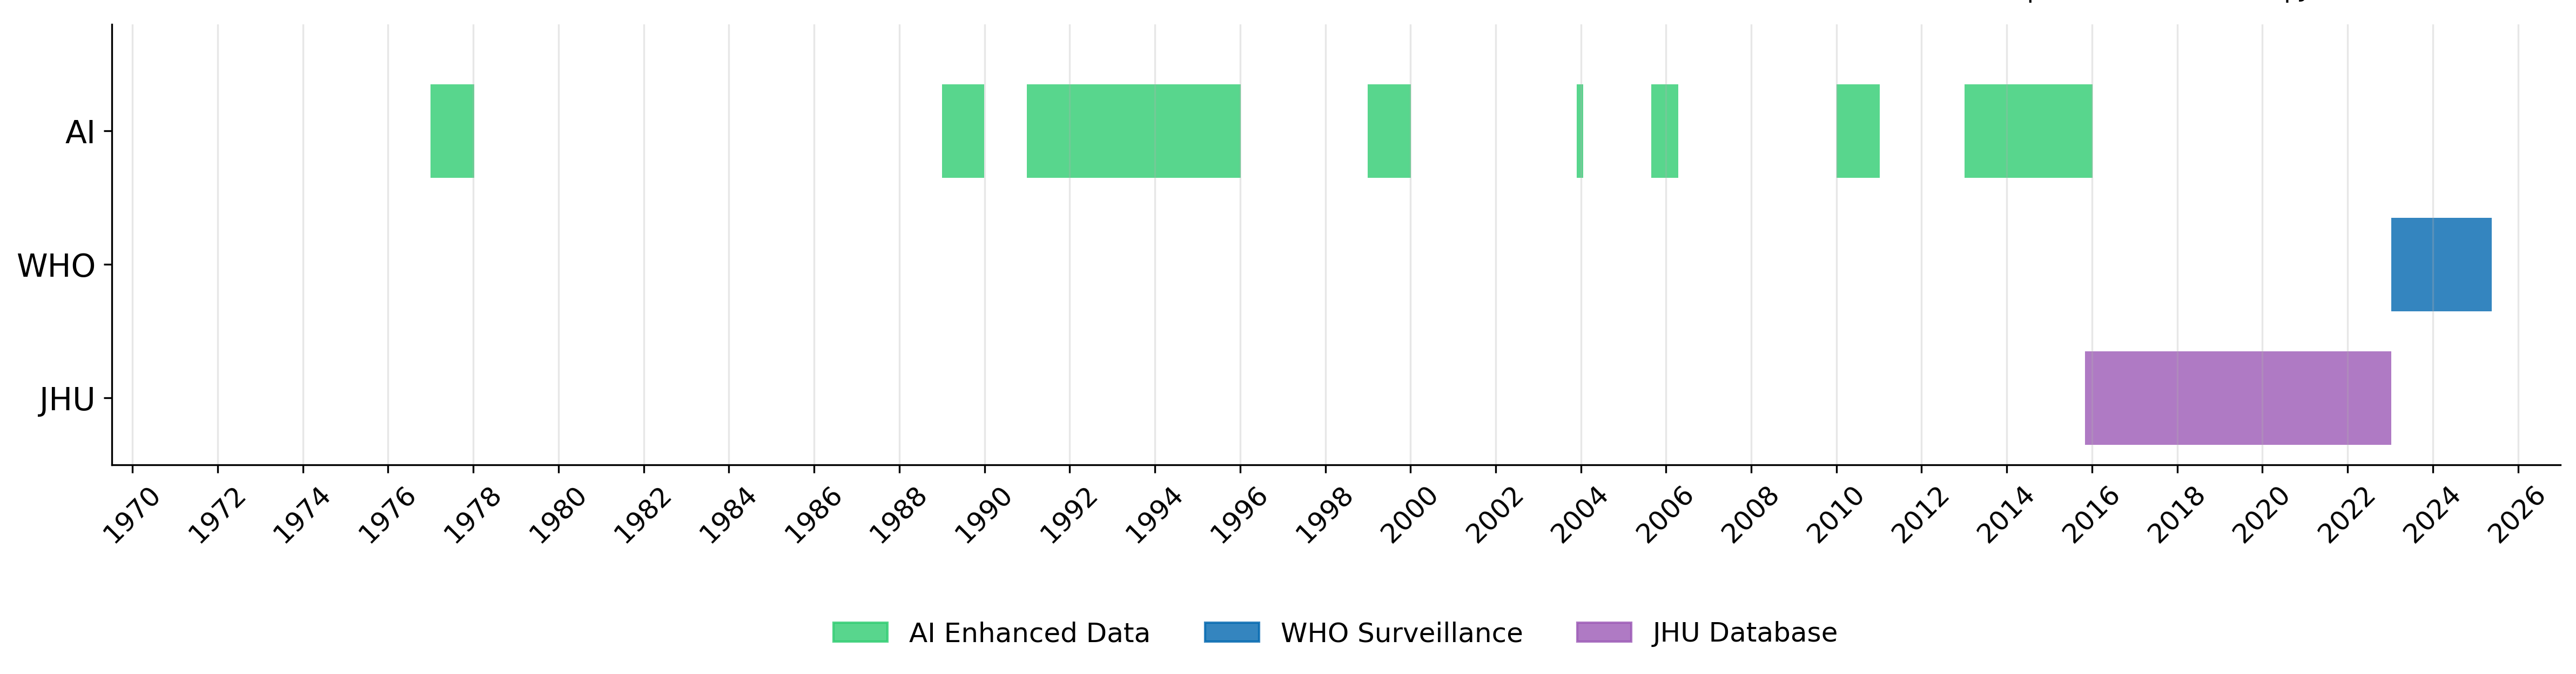 AI
WHO
JHU
1970 1972 1974 1976 1978 1980 1982 1984 1986 1988 1990 1992 1994 1996 1998 2000 2002 2004 2006 2008 2010 2012 2014 2016 2018 2020 2022 2024 2026
AI Enhanced Data WHO Surveillance JHU Database